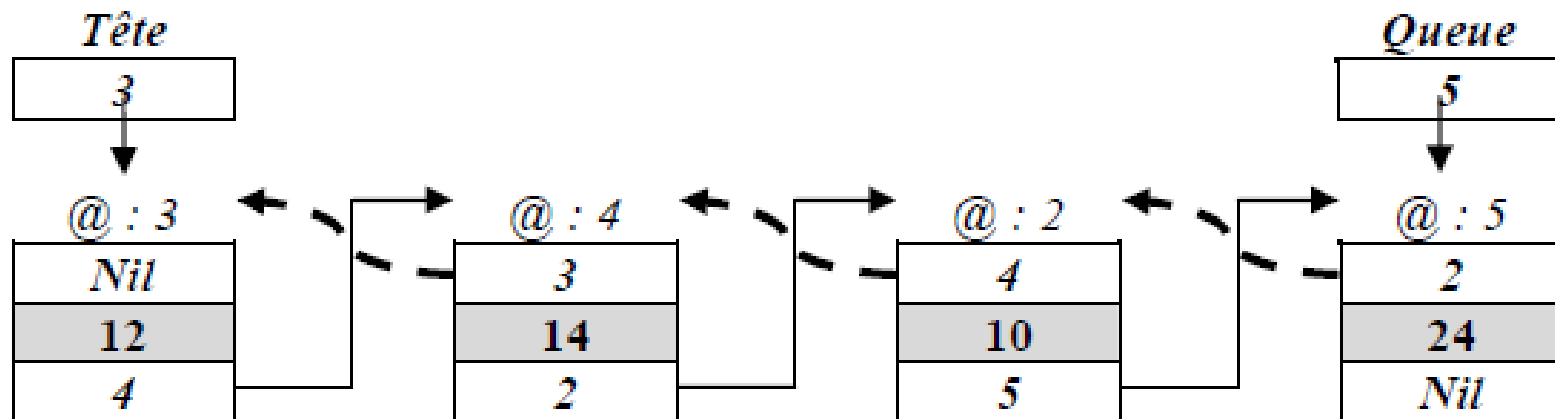 Tête Queue
3 5
@ : 3 @ : 4 @ : 2 @ : 5
Nil 3 4 2
12 14 10 24
4 2 5 Nil